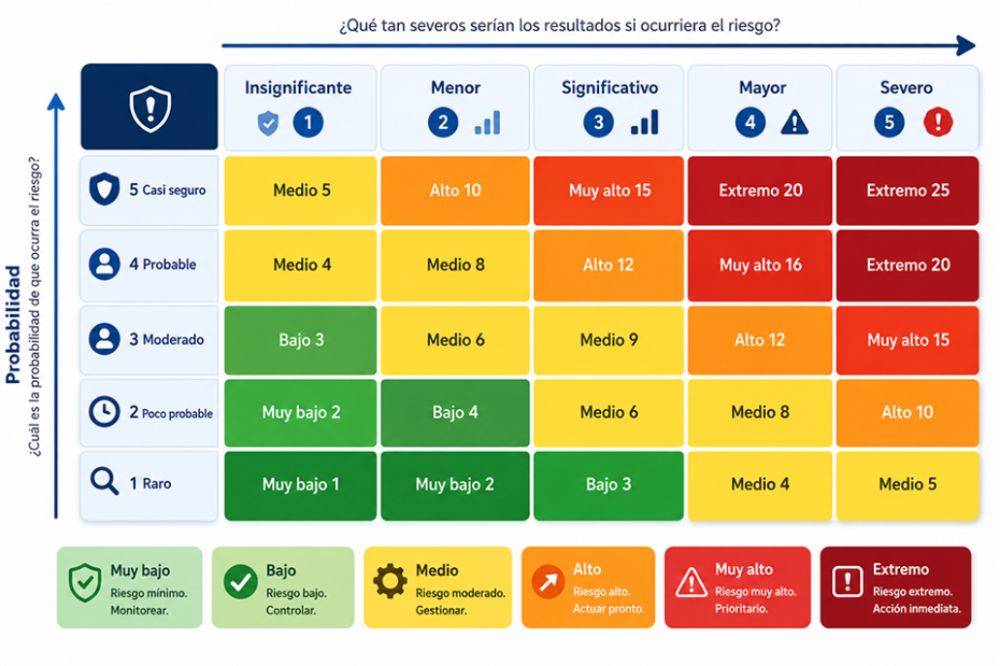 ¿Qué tan severos serían los resultados si ocurriera el riesgo?
Insignificante
1
Menor
2
Significativo
3
Mayor
4
Severo
5
Probabilidad
¿Cuál es la probabilidad de que ocurra el riesgo?
5 Casi seguro
Medio 5
Alto 10
Muy alto 15
Extremo 20
Extremo 25
4 Probable
Medio 4
Medio 8
Alto 12
Muy alto 16
Extremo 20
3 Moderado
Bajo 3
Medio 6
Medio 9
Alto 12
Muy alto 15
2 Poco probable
Muy bajo 2
Bajo 4
Medio 6
Medio 8
Alto 10
1 Raro
Muy bajo 1
Muy bajo 2
Bajo 3
Medio 4
Medio 5
Muy bajo
Riesgo mínimo.
Monitorear.
Bajo
Riesgo bajo.
Controlar.
Medio
Riesgo moderado.
Gestionar.
Alto
Riesgo alto.
Actuar pronto.
Muy alto
Riesgo muy alto.
Prioritario.
Extremo
Riesgo extremo.
Acción inmediata.